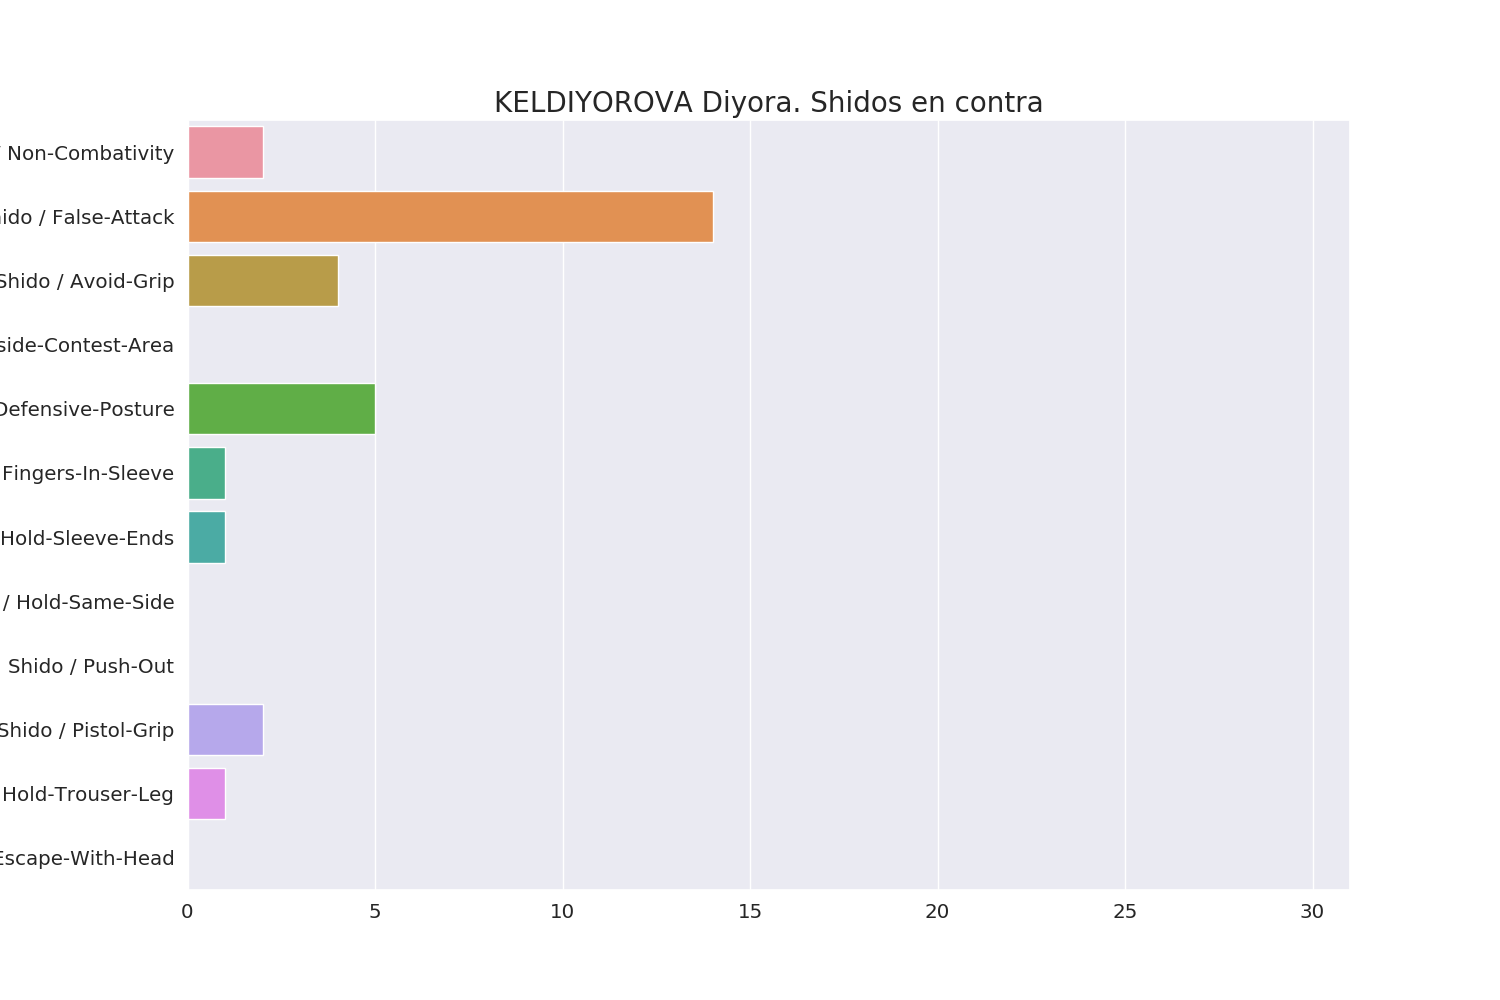 KELDIYOROVA Diyora. Shidos en contra
/ Non-Combativity
/ False-Attack
Shido / Avoid-Grip
-Contest-Area
Defensive-Posture
Fingers-In-Sleeve
Hold-Sleeve-Ends
/ Hold-Same-Side
Shido / Push-Out
Shido / Pistol-Grip
Hold-Trouser-Leg
Escape-With-Head
0 5 10 15 20 25 30